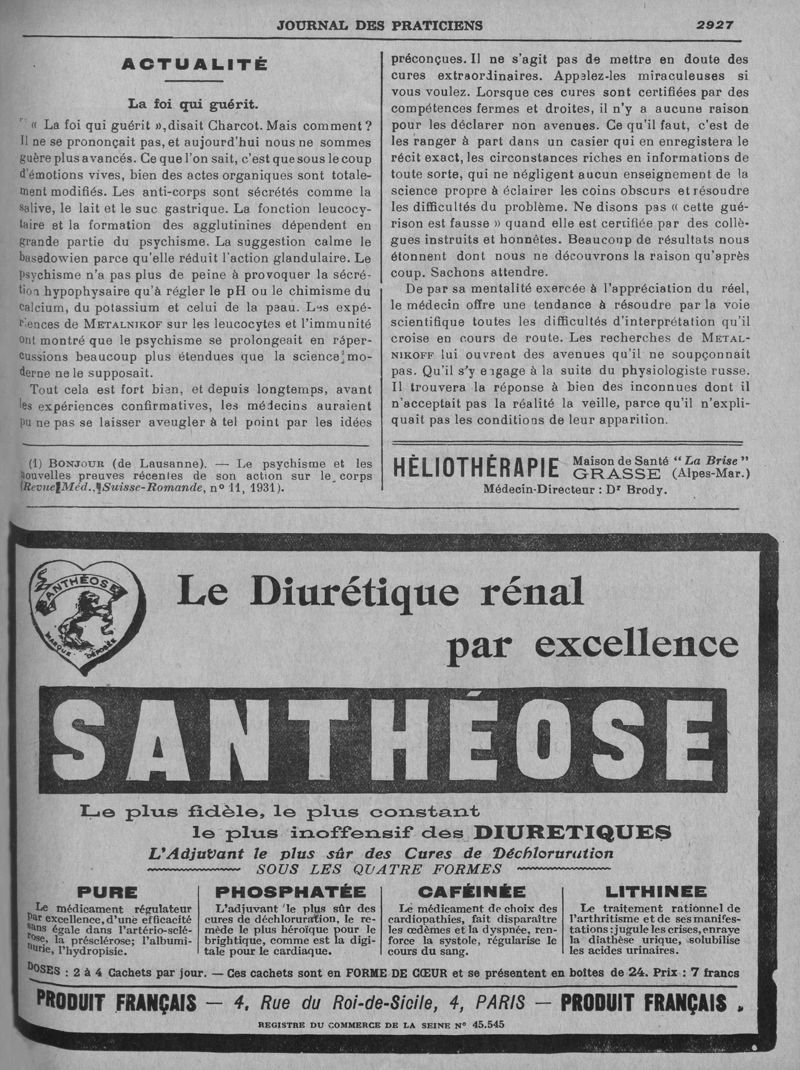 JOURNAL DES PRATICIENS 2927
ACTUALITÉ
La foi qui guérit.
« La foi qui guérit », disait Charcot. Mais comment ?
Il ne se prononçait pas, et aujourd'hui nous ne sommes
guère plus avancés. Ce que l'on sait, c'est que sous le coup
d'émotions vives, bien des actes organiques sont totale-
ment modifiés. Les anti-corps sont sécrétés comme la
salive, le lait et le suc gastrique. La fonction leucocy-
taire et la formation des agglutinines dépendent en
grande partie du psychisme. La suggestion calme le
basedowien parce qu'elle réduit l'action glandulaire. Le
psychisme n'a pas plus de peine à provoquer la sécré-
tion hypophysaire qu'à régler le pH ou le chimisme du
calcium, du potassium et celui de la peau. Les expé-
riences de METALNIKOF sur les leucocytes et l'immunité
ont montré que le psychisme se prolongeait en réper-
cussions beaucoup plus étendues que la science mo-
derne ne le supposait.
Tout cela est fort bien, et depuis longtemps, avant
les expériences confirmatives, les médecins auraient
pu ne pas se laisser aveugler à tel point par les idées
(1) BONJOUR (de Lausanne). — Le psychisme et les
nouvelles preuves récentes de son action sur le corps
(Revue Méd. Suisse-Romande, n° 11, 1931).
préconçues. Il ne s'agit pas de mettre en doute des
cures extraordinaires. Appelez-les miraculeuses si
vous voulez. Lorsque ces cures sont certifiées par des
compétences fermes et droites, il n'y a aucune raison
pour les déclarer non avenues. Ce qu'il faut, c'est de
les ranger à part dans un casier qui en enregistera le
récit exact, les circonstances riches en informations de
toute sorte, qui ne négligent aucun enseignement de la
science propre à éclairer les coins obscurs et résoudre
les difficultés du problème. Ne disons pas « cette gué-
rison est fausse » quand elle est certifiée par des collè-
gues instruits et honnêtes. Beaucoup de résultats nous
étonnent dont nous ne découvrons la raison qu'après
coup. Sachons attendre.
De par sa mentalité exercée à l'appréciation du réel,
le médecin offre une tendance à résoudre par la voie
scientifique toutes les difficultés d'interprétation qu'il
croise en cours de route. Les recherches de METAL-
NIKOFF lui ouvrent des avenues qu'il ne soupçonnait
pas. Qu'il s'y engage à la suite du physiologiste russe.
Il trouvera la réponse à bien des inconnues dont il
n'acceptait pas la réalité la veille, parce qu'il n'expli-
quait pas les conditions de leur apparition.
HÈLIOTHÉRAPIE Maison de Santé "La Brise"
GRASSE (Alpes-Mar.)
Médecin-Directeur : Dr Brody.
SANTHÉOSE
MARQUE DÉPOSÉE
Le Diurétique rénal
par excellence
SANTHÉOSE
Le plus fidèle, le plus constant
le plus inoffensif des DIURETIQUES
L'Adjuvant le plus sûr des Cures de Déchloruration
SOUS LES QUATRE FORMES
PURE
Le médicament régulateur
par excellence, d'une efficacité
sans égale dans l'artério-sclé-
rose, la présclérose; l'albumi-
nurie, l'hydropisie.
PHOSPHATÉE
L'adjuvant le plus sûr des
cures de déchloruration, le re-
mède le plus héroïque pour le
brightique, comme est la digi-
tale pour le cardiaque.
CAFÉINÉE
Le médicament de choix des
cardiopathies, fait disparaître
les œdèmes et la dyspnée, ren-
force la systole, régularise le
cours du sang.
LITHINEE
Le traitement rationnel de
l'arthritisme et de ses manifes-
tations : jugule les crises, enraye
la diathèse urique, solubilise
les acides urinaires.
DOSES : 2 à 4 Cachets par jour. — Ces cachets sont en FORME DE CŒUR et se présentent en boîtes de 24. Prix : 7 francs
PRODUIT FRANÇAIS — 4, Rue du Roi-de-Sicile, 4, PARIS — PRODUIT FRANÇAIS
REGISTRE DU COMMERCE DE LA SEINE N° 45.545